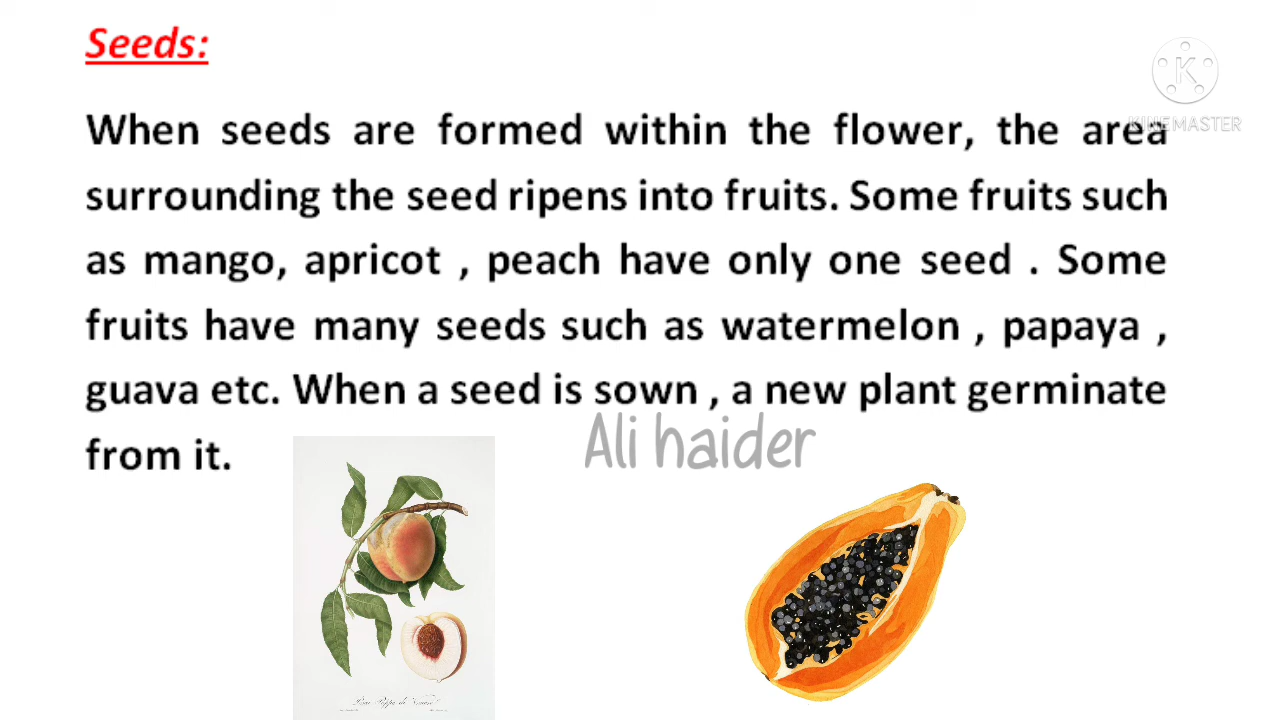 Seeds:
KINEMASTER
When seeds are formed within the flower, the area
surrounding the seed ripens into fruits. Some fruits such
as mango, apricot , peach have only one seed . Some
fruits have many seeds such as watermelon , papaya ,
guava etc. When a seed is sown , a new plant germinate
from it.
Ali haider